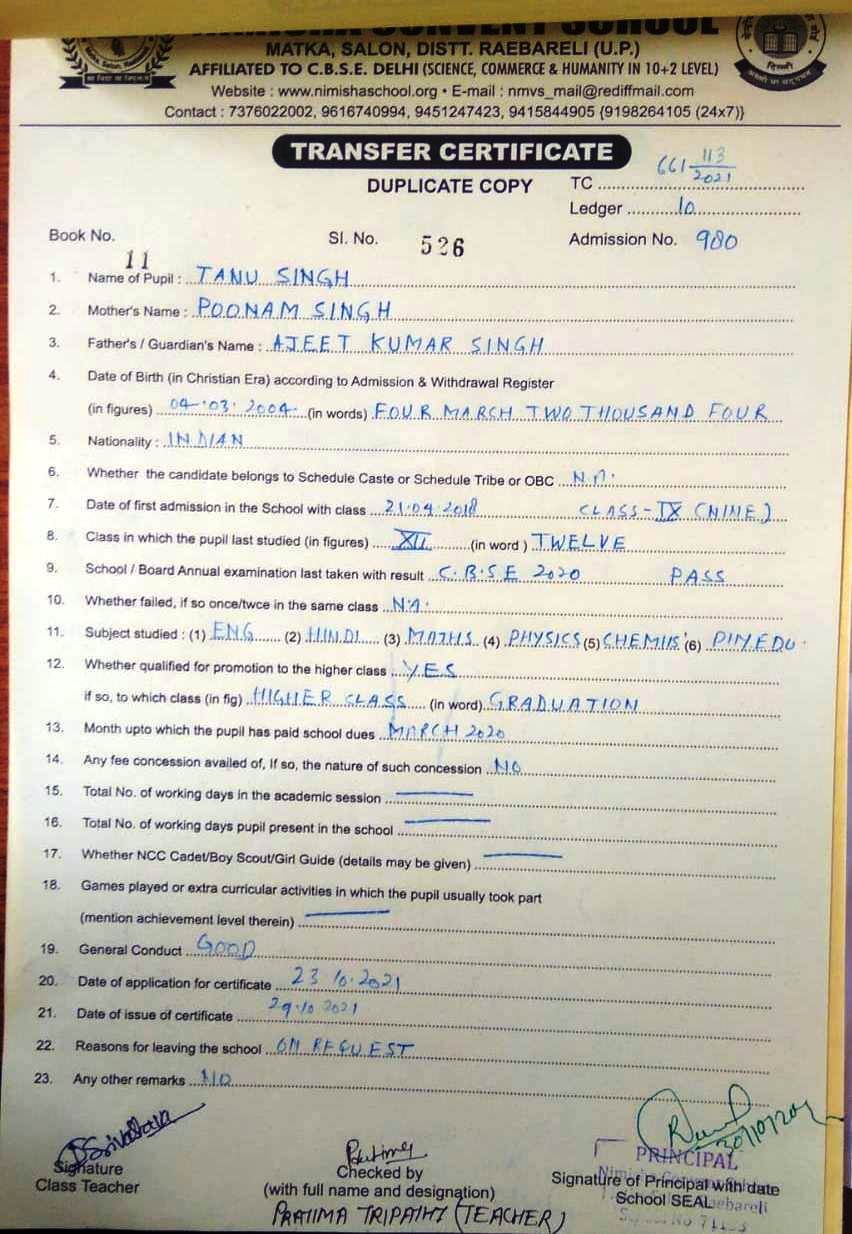 NIMISHA CONVENT SCHOOL
MATKA, SALON, DISTT. RAEBARELI (U.P.)
AFFILIATED TO C.B.S.E. DELHI (SCIENCE, COMMERCE & HUMANITY IN 10+2 LEVEL)
Website : www.nimishaschool.org • E-mail : nmvs_mail@rediffmail.com
Contact : 7376022002, 9616740994, 9451247423, 9415844905 {9198264105 (24x7)}
TRANSFER CERTIFICATE
DUPLICATE COPY TC 661 113/2021
Ledger 10
Book No. 11 Sl. No. 526 Admission No. 980
1. Name of Pupil : TANU SINGH
2. Mother's Name : POONAM SINGH
3. Father's / Guardian's Name : AJEET KUMAR SINGH
4. Date of Birth (in Christian Era) according to Admission & Withdrawal Register
(in figures) 04.03.2004 (in words) FOUR MARCH TWO THOUSAND FOUR
5. Nationality : INDIAN
6. Whether the candidate belongs to Schedule Caste or Schedule Tribe or OBC N.A.
7. Date of first admission in the School with class 21.04.2018 CLASS-IX (NINE)
8. Class in which the pupil last studied (in figures) XII (in word ) TWELVE
9. School / Board Annual examination last taken with result C.B.S.E 2020 PASS
10. Whether failed, if so once/twce in the same class N.A.
11. Subject studied : (1) ENG (2) HINDI (3) MATHS (4) PHYSICS (5) CHEMIIS (6) PHY.EDU.
12. Whether qualified for promotion to the higher class YES
if so, to which class (in fig) HIGHER CLASS (in word) GRADUATION
13. Month upto which the pupil has paid school dues MARCH 2020
14. Any fee concession availed of, If so, the nature of such concession NO
15. Total No. of working days in the academic session
16. Total No. of working days pupil present in the school
17. Whether NCC Cadet/Boy Scout/Girl Guide (details may be given)
18. Games played or extra curricular activities in which the pupil usually took part
(mention achievement level therein)
19. General Conduct GOOD
20. Date of application for certificate 23 10.2021
21. Date of issue of certificate 29.10 2021
22. Reasons for leaving the school ON REQUEST
23. Any other remarks NO
Srivastava
Signature
Class Teacher
Checked by
(with full name and designation)
PRATIMA TRIPATHI (TEACHER)
PRINCIPAL
Signature of Principal with date
School SEAL